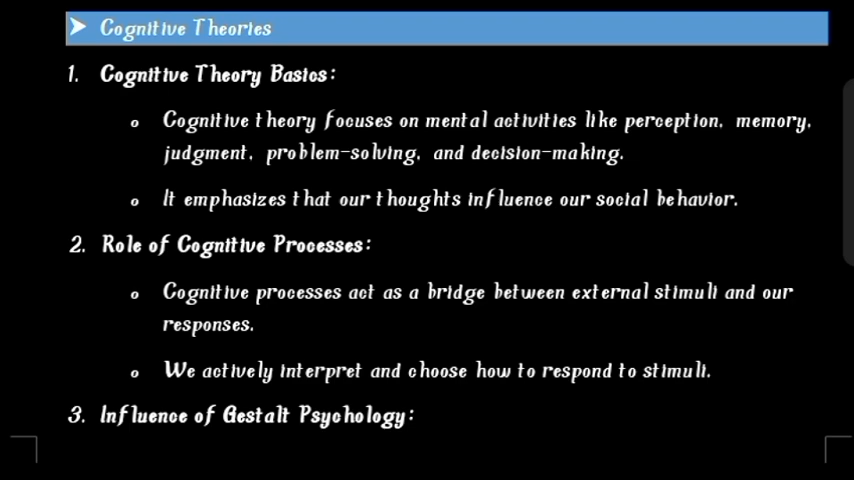 ➤ Cognitive Theories
1. Cognitive Theory Basics:
o Cognitive theory focuses on mental activities like perception, memory,
judgment, problem-solving, and decision-making.
o It emphasizes that our thoughts influence our social behavior.
2. Role of Cognitive Processes:
o Cognitive processes act as a bridge between external stimuli and our
responses.
o We actively interpret and choose how to respond to stimuli.
3. Influence of Gestalt Psychology: